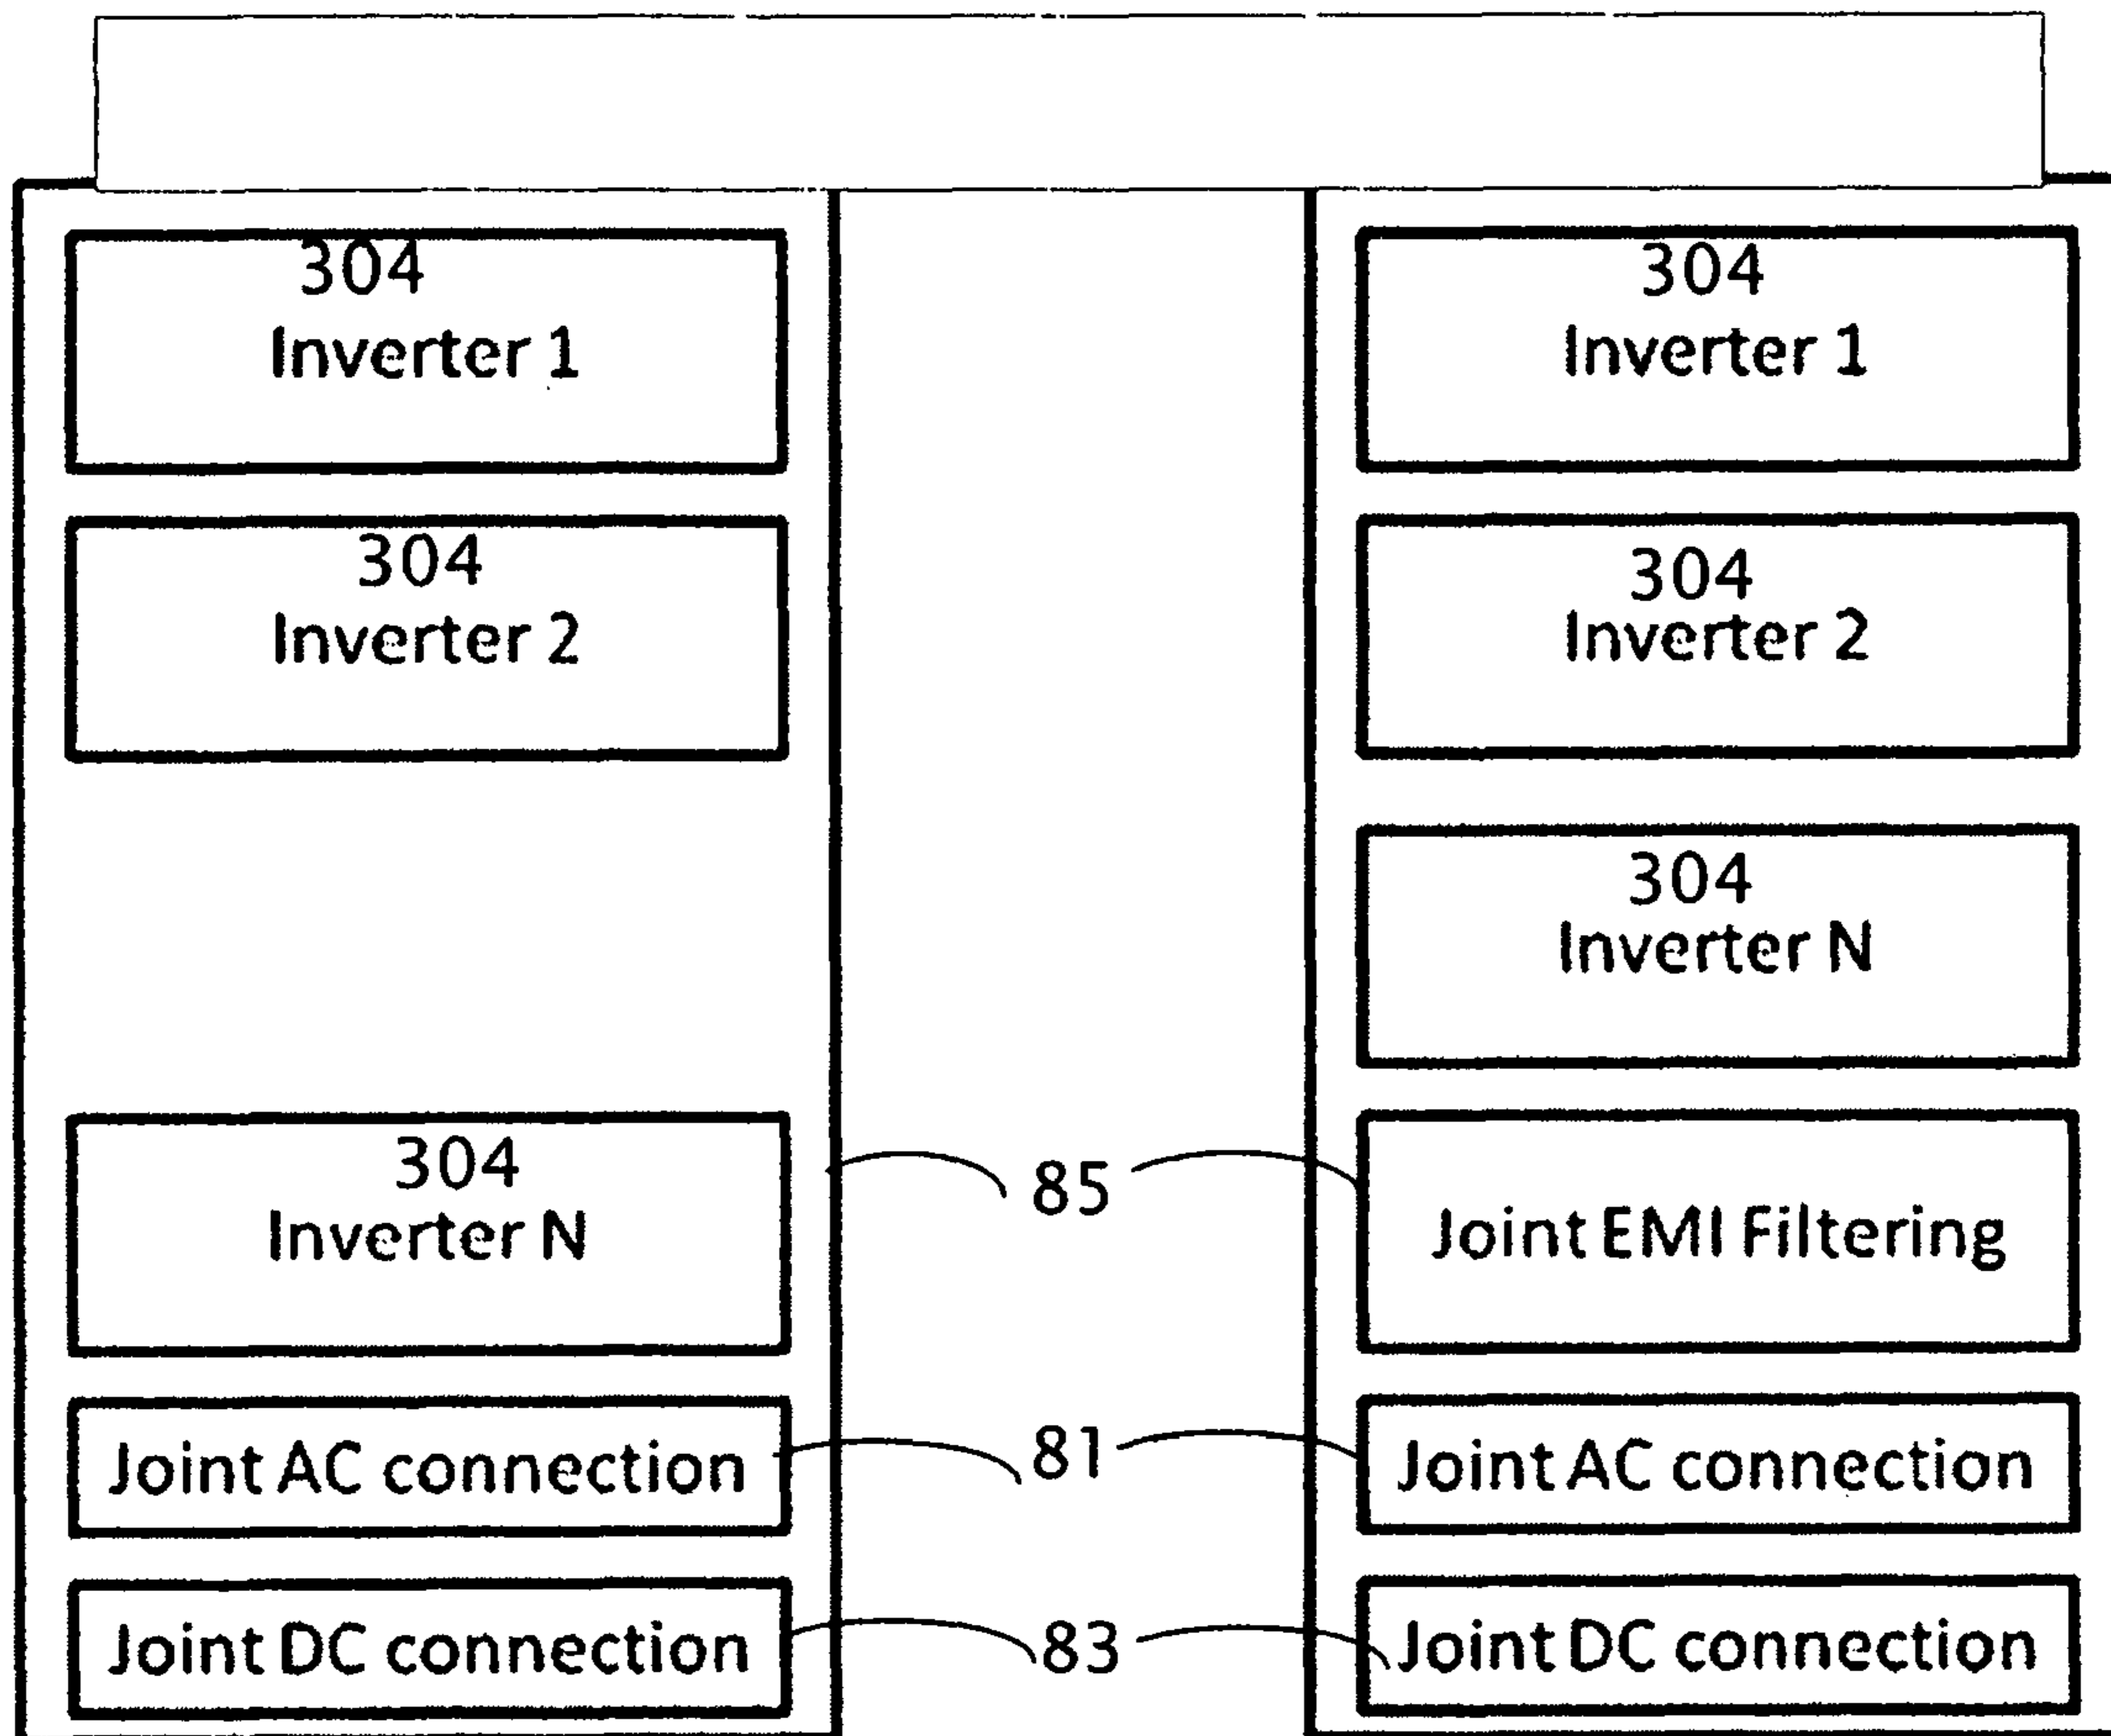 304
Inverter 1
304
Inverter 2
304
Inverter N
Joint AC connection
Joint DC connection
85
81
83
304
Inverter 1
304
Inverter 2
304
Inverter N
Joint EMI Filtering
Joint AC connection
Joint DC connection